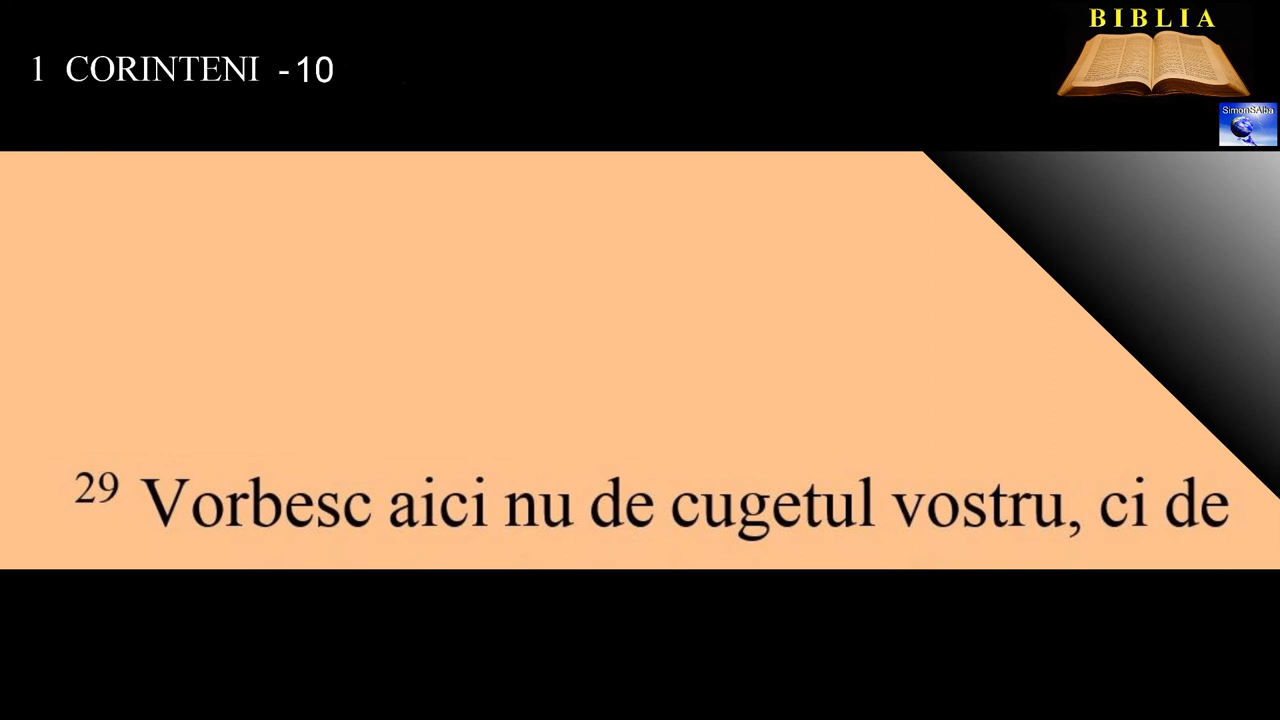 BIBLIA
1 CORINTENI -10
SimonSAlba
29 Vorbesc aici nu de cugetul vostru, ci de